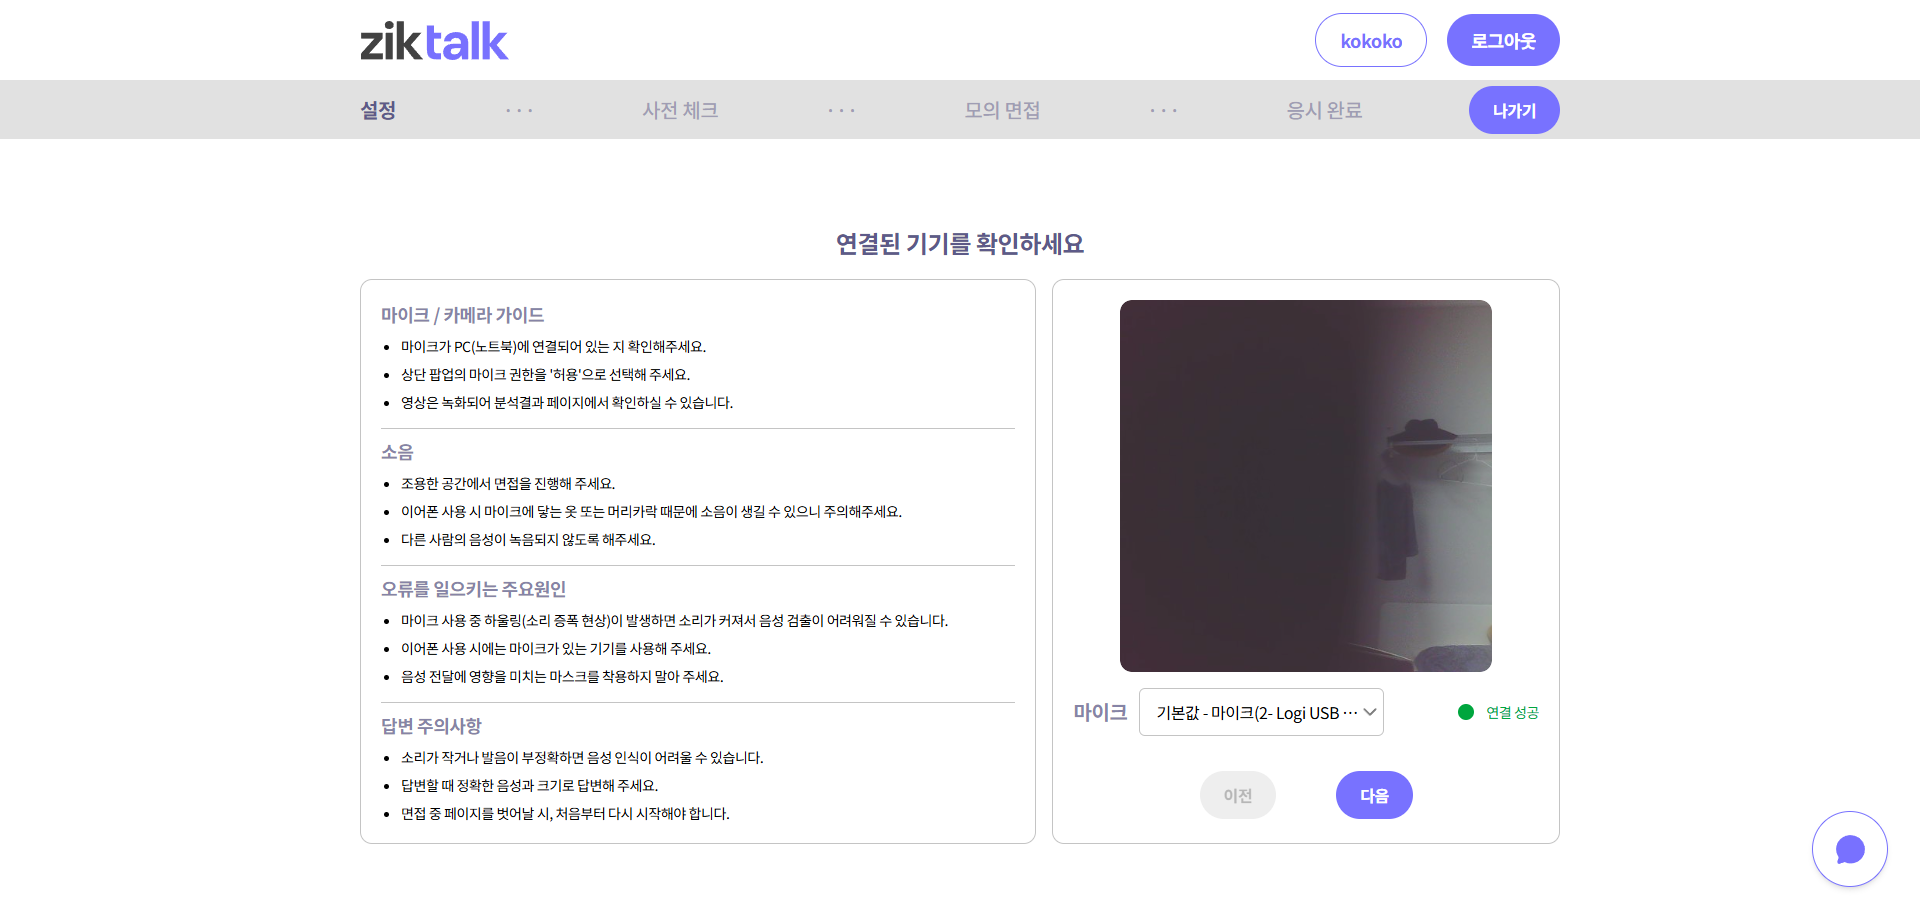 ziktalk
kokoko
로그아웃
설정
· · ·
사전 체크
· · ·
모의 면접
· · ·
응시 완료
나가기
연결된 기기를 확인하세요
마이크 / 카메라 가이드
• 마이크가 PC(노트북)에 연결되어 있는 지 확인해주세요.
• 상단 팝업의 마이크 권한을 '허용'으로 선택해 주세요.
• 영상은 녹화되어 분석결과 페이지에서 확인하실 수 있습니다.
소음
• 조용한 공간에서 면접을 진행해 주세요.
• 이어폰 사용 시 마이크에 닿는 옷 또는 머리카락 때문에 소음이 생길 수 있으니 주의해주세요.
• 다른 사람의 음성이 녹음되지 않도록 해주세요.
오류를 일으키는 주요원인
• 마이크 사용 중 하울링(소리 증폭 현상)이 발생하면 소리가 커져서 음성 검출이 어려워질 수 있습니다.
• 이어폰 사용 시에는 마이크가 있는 기기를 사용해 주세요.
• 음성 전달에 영향을 미치는 마스크를 착용하지 말아 주세요.
답변 주의사항
• 소리가 작거나 발음이 부정확하면 음성 인식이 어려울 수 있습니다.
• 답변할 때 정확한 음성과 크기로 답변해 주세요.
• 면접 중 페이지를 벗어날 시, 처음부터 다시 시작해야 합니다.
마이크
기본값 - 마이크(2- Logi USB ⋯
연결 성공
이전
다음